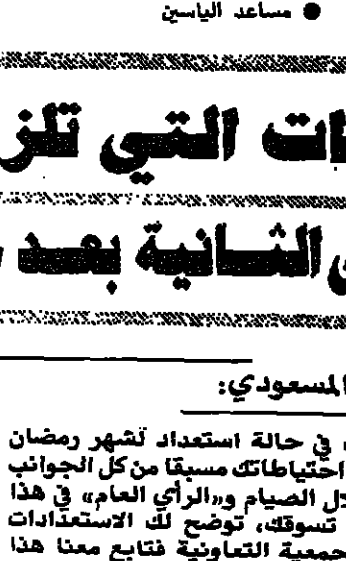 ● مساعد الياسين
ات التي تلز
الثانية بعد
المسعودي:
في حالة استعداد لشهر رمضان
احتياطاتك مسبقا من كل الجوانب
ال الصيام و«الرأي العام» في هذا
تسوقك، توضح لك الاستعدادات
جمعية التعاونية فتابع معنا هذا